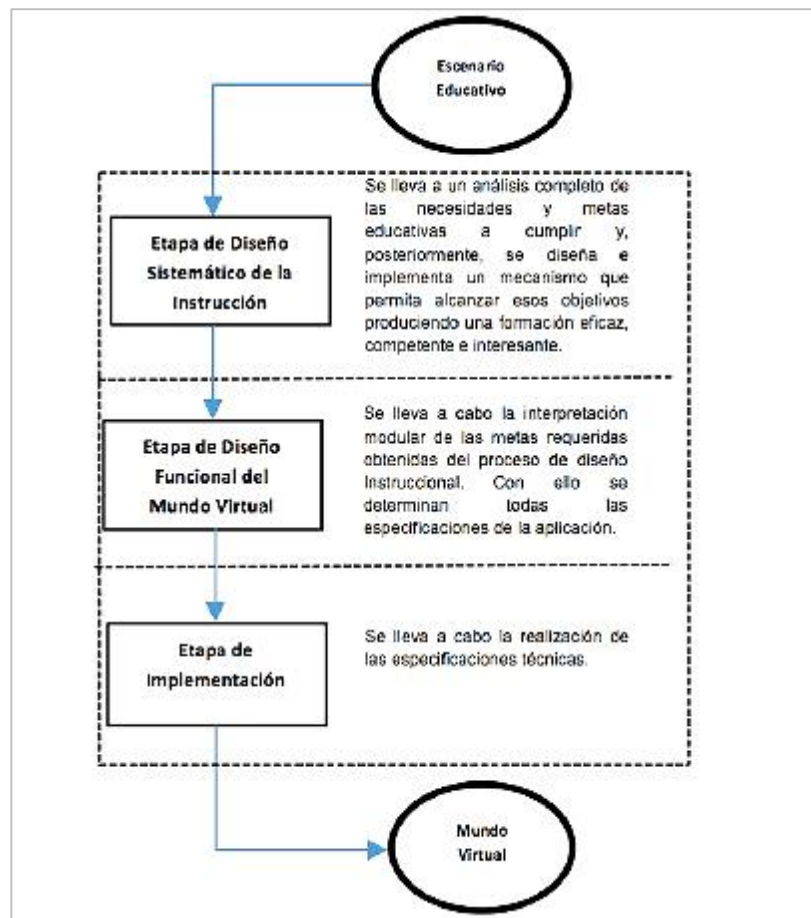 Escenario
Educativo
Se lleva a un análisis completo de
las necesidades y metas
educativas a cumplir y,
posteriormente, se diseña e
implementa un mecanismo que
permita alcanzar esos objetivos
produciendo una formación eficaz,
competente e interesante.
Etapa de Diseño
Sistemático de la
Instrucción
Se lleva a cabo la interpretación
modular de las metas requeridas
obtenidas del proceso de diseño
Instruccional. Con ello se
determinan todas las
especificaciones de la aplicación.
Etapa de Diseño
Funcional del
Mundo Virtual
Se lleva a cabo la realización de
las especificaciones técnicas.
Etapa de
Implementación
Mundo
Virtual